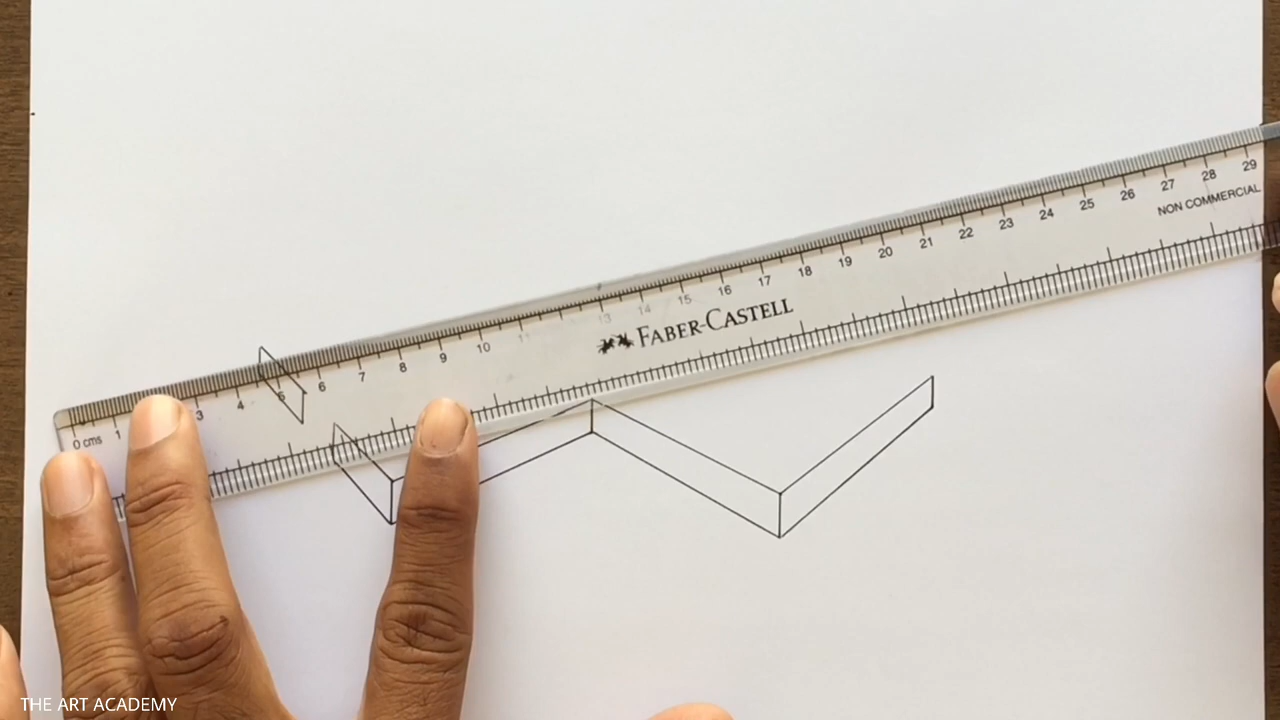 0 cms 1 3 4 5 6 7 8 9 10 11 13 14 15 16 17 18 19 20 21 22 23 24 25 26 27 28 29
FABER-CASTELL
NON COMMERCIAL
THE ART ACADEMY